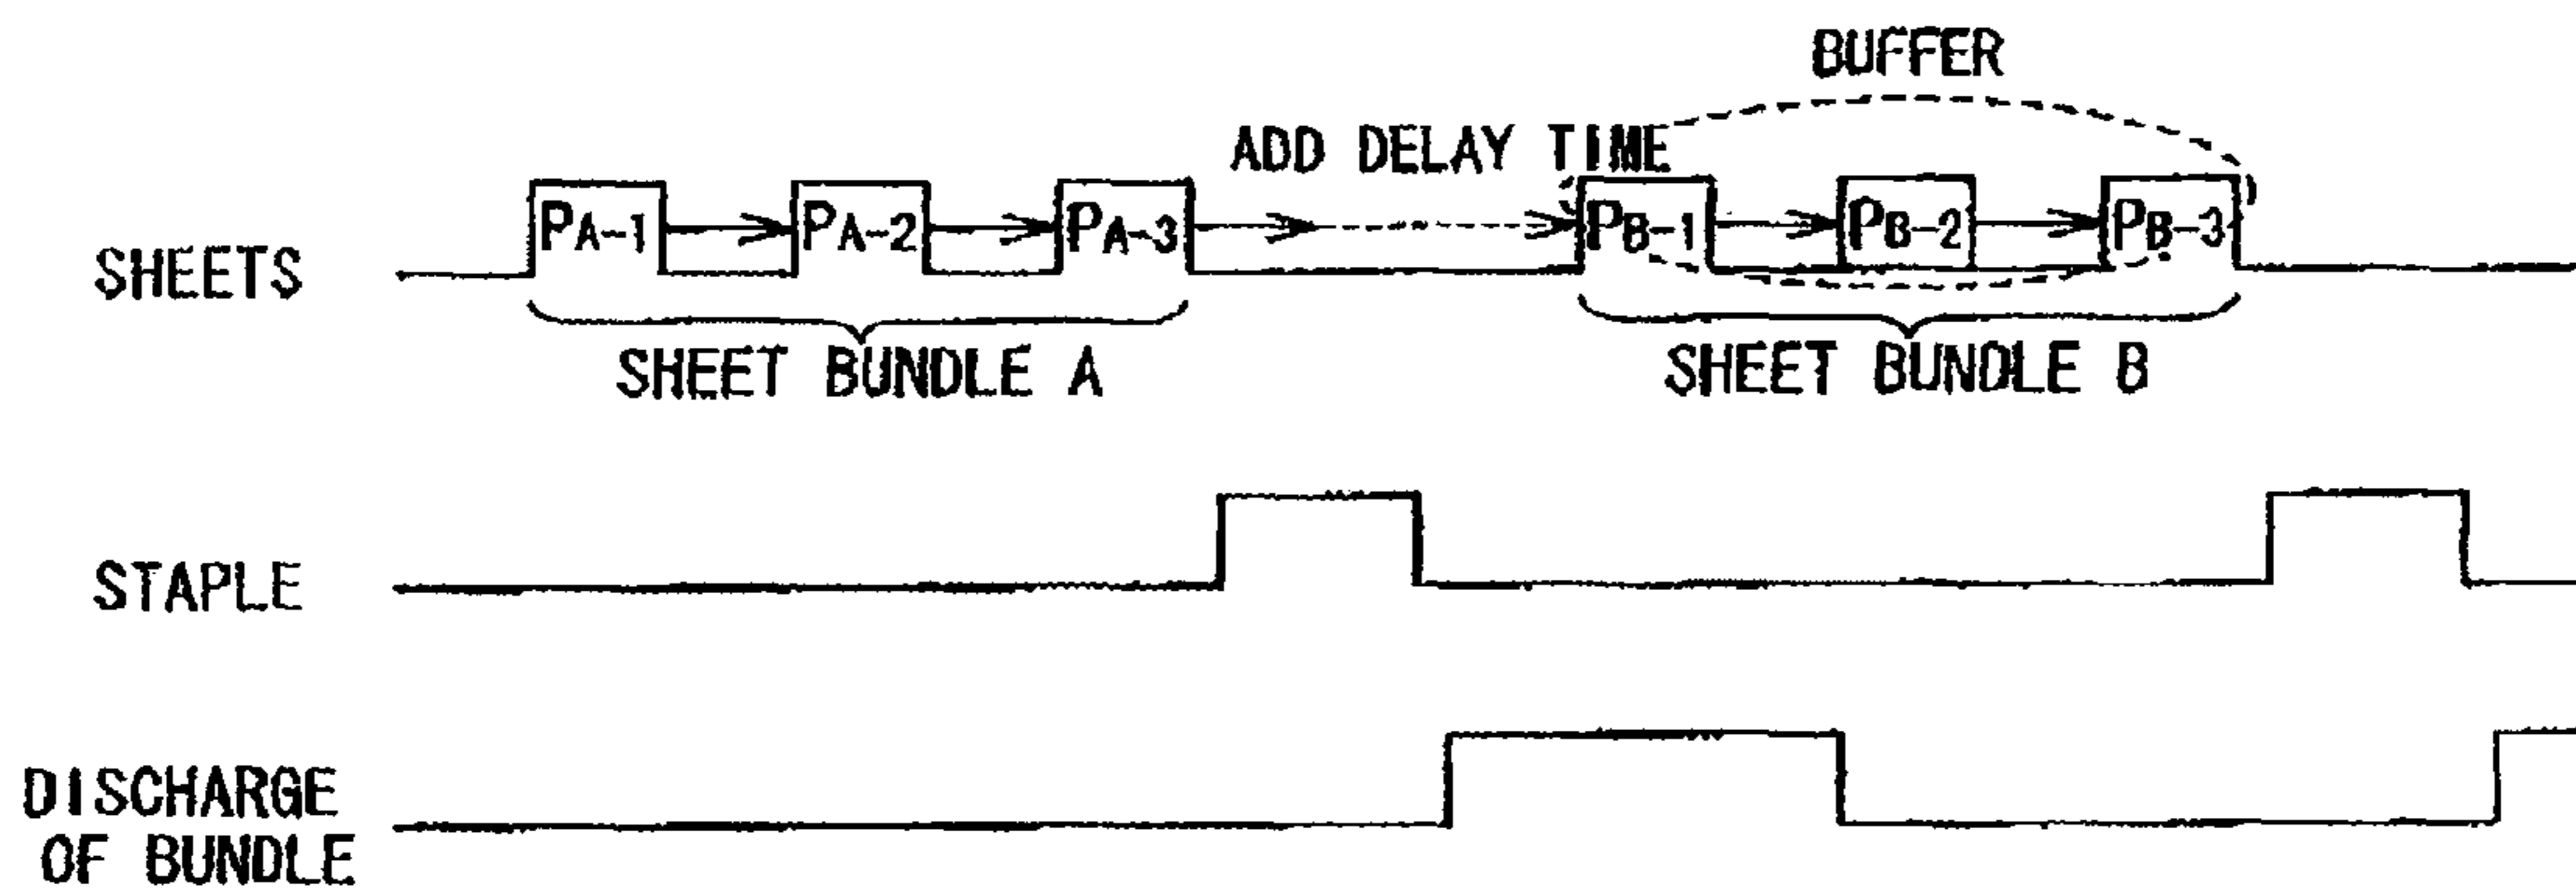 BUFFER
ADD DELAY TIME
SHEETS
PA-1 PA-2 PA-3 PB-1 PB-2 PB-3
SHEET BUNDLE A
SHEET BUNDLE B
STAPLE
DISCHARGE
OF BUNDLE